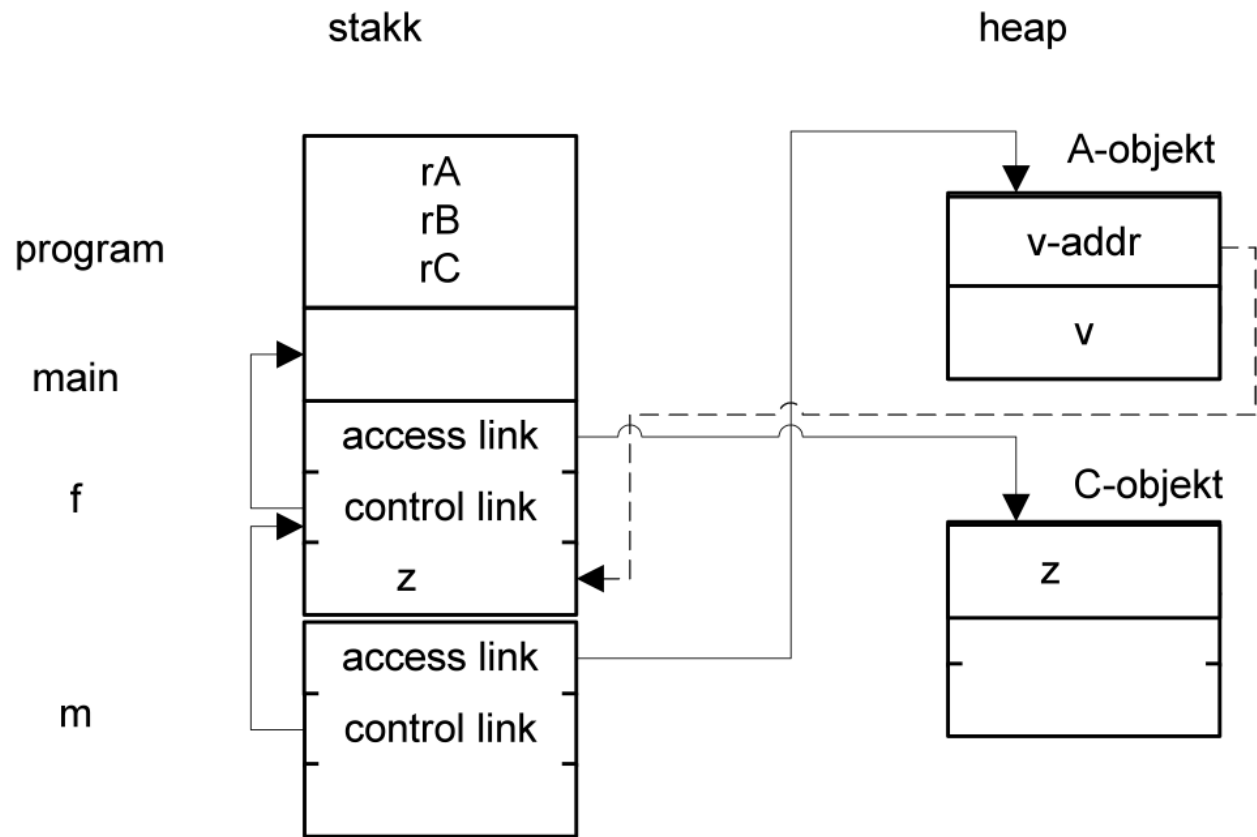 stakk
heap
A-objekt
rA
rB
rC
program
v-addr
v
main
access link
f
control link
z
C-objekt
z
access link
m
control link